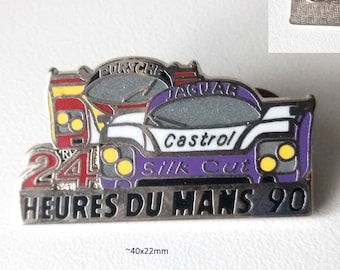 PORSCHE
JAGUAR
Castrol
Silk Cut
24
HEURES DU MANS 90
~40x22mm